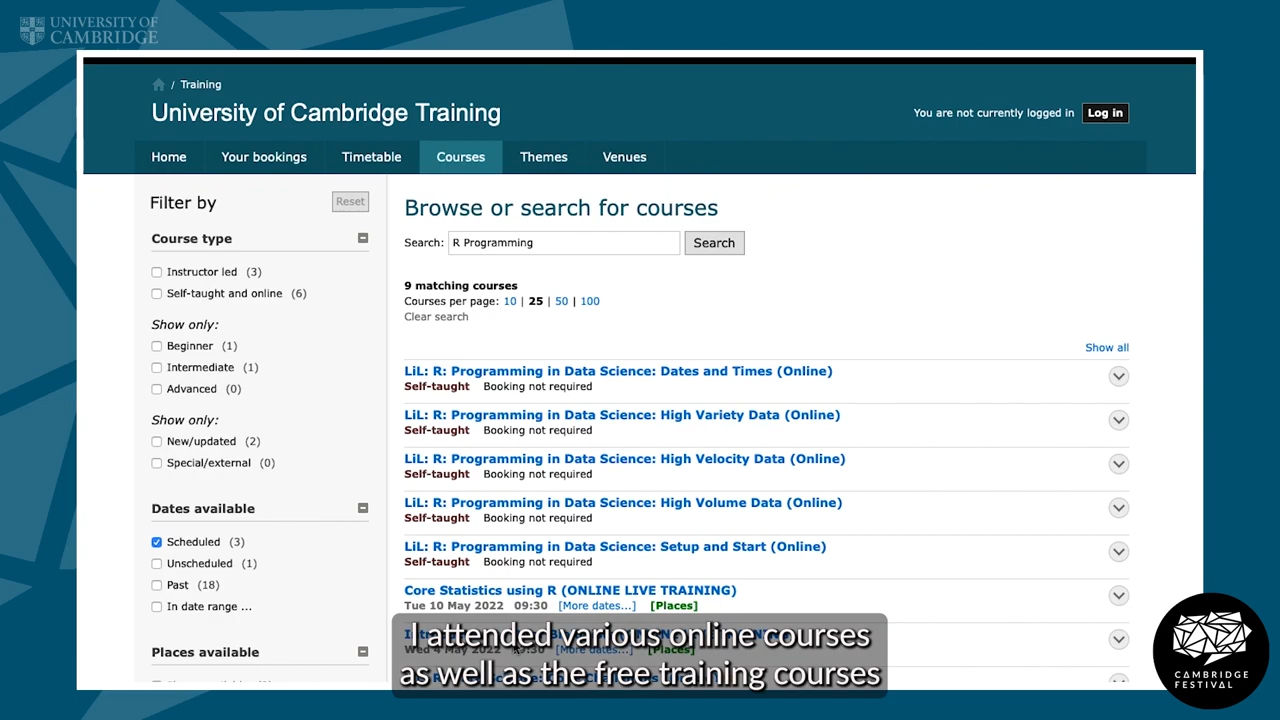 UNIVERSITY OF
CAMBRIDGE
/ Training
University of Cambridge Training
You are not currently logged in Log in
Home Your bookings Timetable Courses Themes Venues
Filter by Reset
Course type
Instructor led (3)
Self-taught and online (6)
Show only:
Beginner (1)
Intermediate (1)
Advanced (0)
Show only:
New/updated (2)
Special/external (0)
Dates available
Scheduled (3)
Unscheduled (1)
Past (18)
In date range ...
Places available
Browse or search for courses
Search: R Programming Search
9 matching courses
Courses per page: 10 | 25 | 50 | 100
Clear search
Show all
LiL: R: Programming in Data Science: Dates and Times (Online)
Self-taught Booking not required
LiL: R: Programming in Data Science: High Variety Data (Online)
Self-taught Booking not required
LiL: R: Programming in Data Science: High Velocity Data (Online)
Self-taught Booking not required
LiL: R: Programming in Data Science: High Volume Data (Online)
Self-taught Booking not required
LiL: R: Programming in Data Science: Setup and Start (Online)
Self-taught Booking not required
Core Statistics using R (ONLINE LIVE TRAINING)
Tue 10 May 2022 09:30 [More dates...] [Places]
Wed 4 May 2022 09:30 [More dates...] [Places]
I attended various online courses
as well as the free training courses
CAMBRIDGE
FESTIVAL